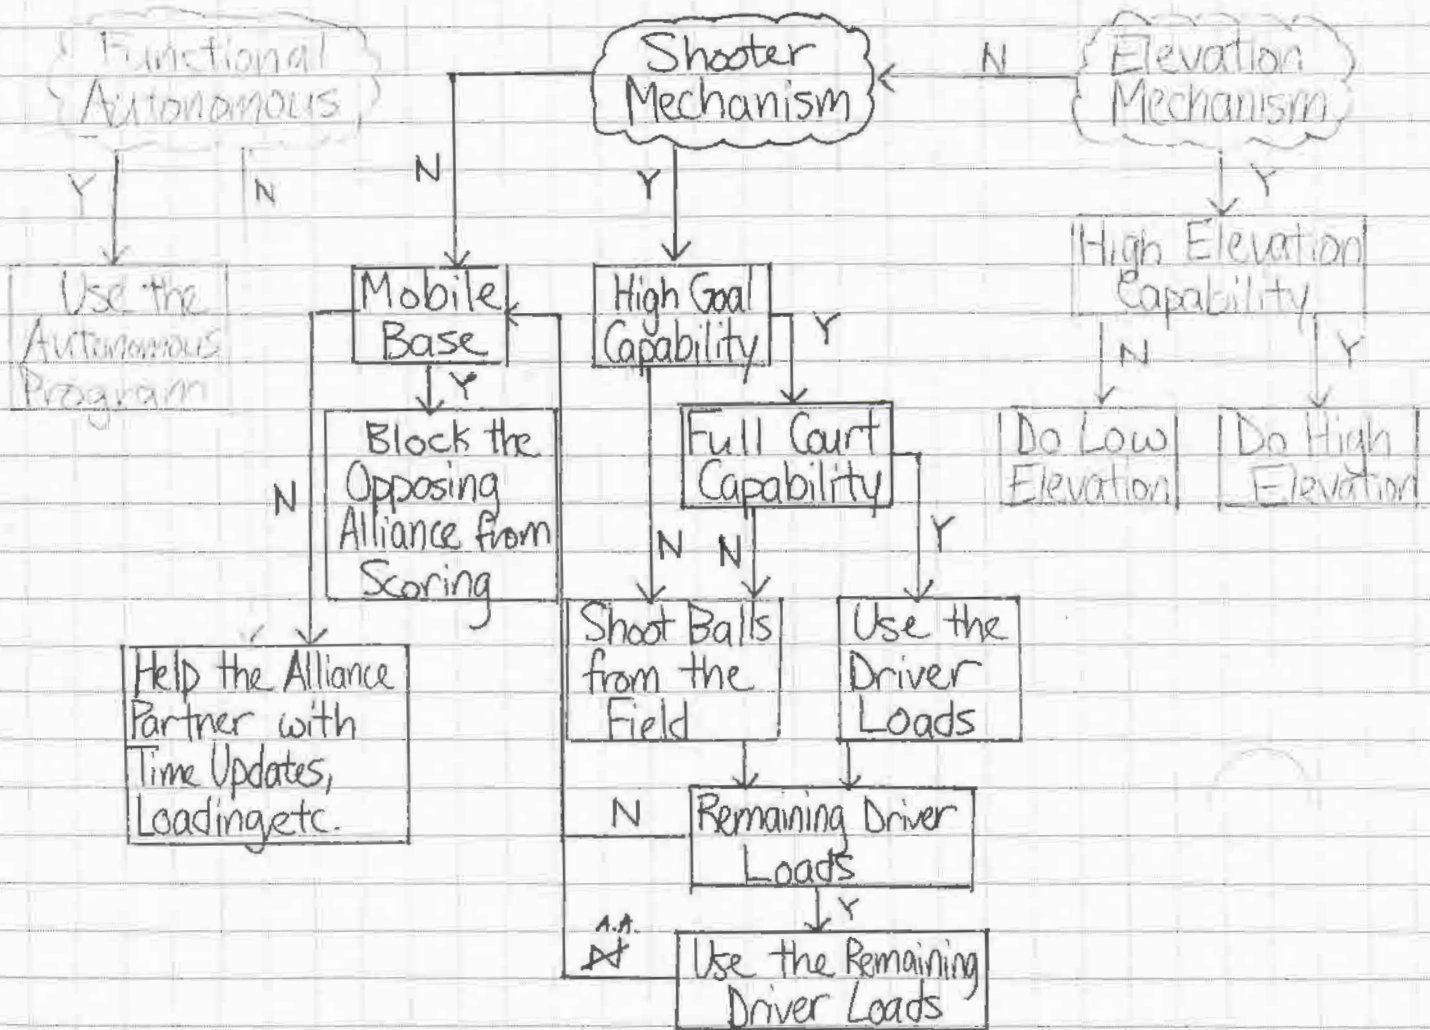 Functional
Autonomous
Y
N
Use the
Autonomous
Program
Shooter
Mechanism
N
Y
Mobile
Base
Y
N
Block the
Opposing
Alliance from
Scoring
Help the Alliance
Partner with
Time Updates,
Loading,etc.
High Goal
Capability
Y
N
Full Court
Capability
N
Y
Shoot Balls
from the
Field
Use the
Driver
Loads
Remaining Driver
Loads
N
Y
A.A.
N
Use the Remaining
Driver Loads
Elevation
Mechanism
N
Y
High Elevation
Capability
N
Y
Do Low
Elevation
Do High
Elevation